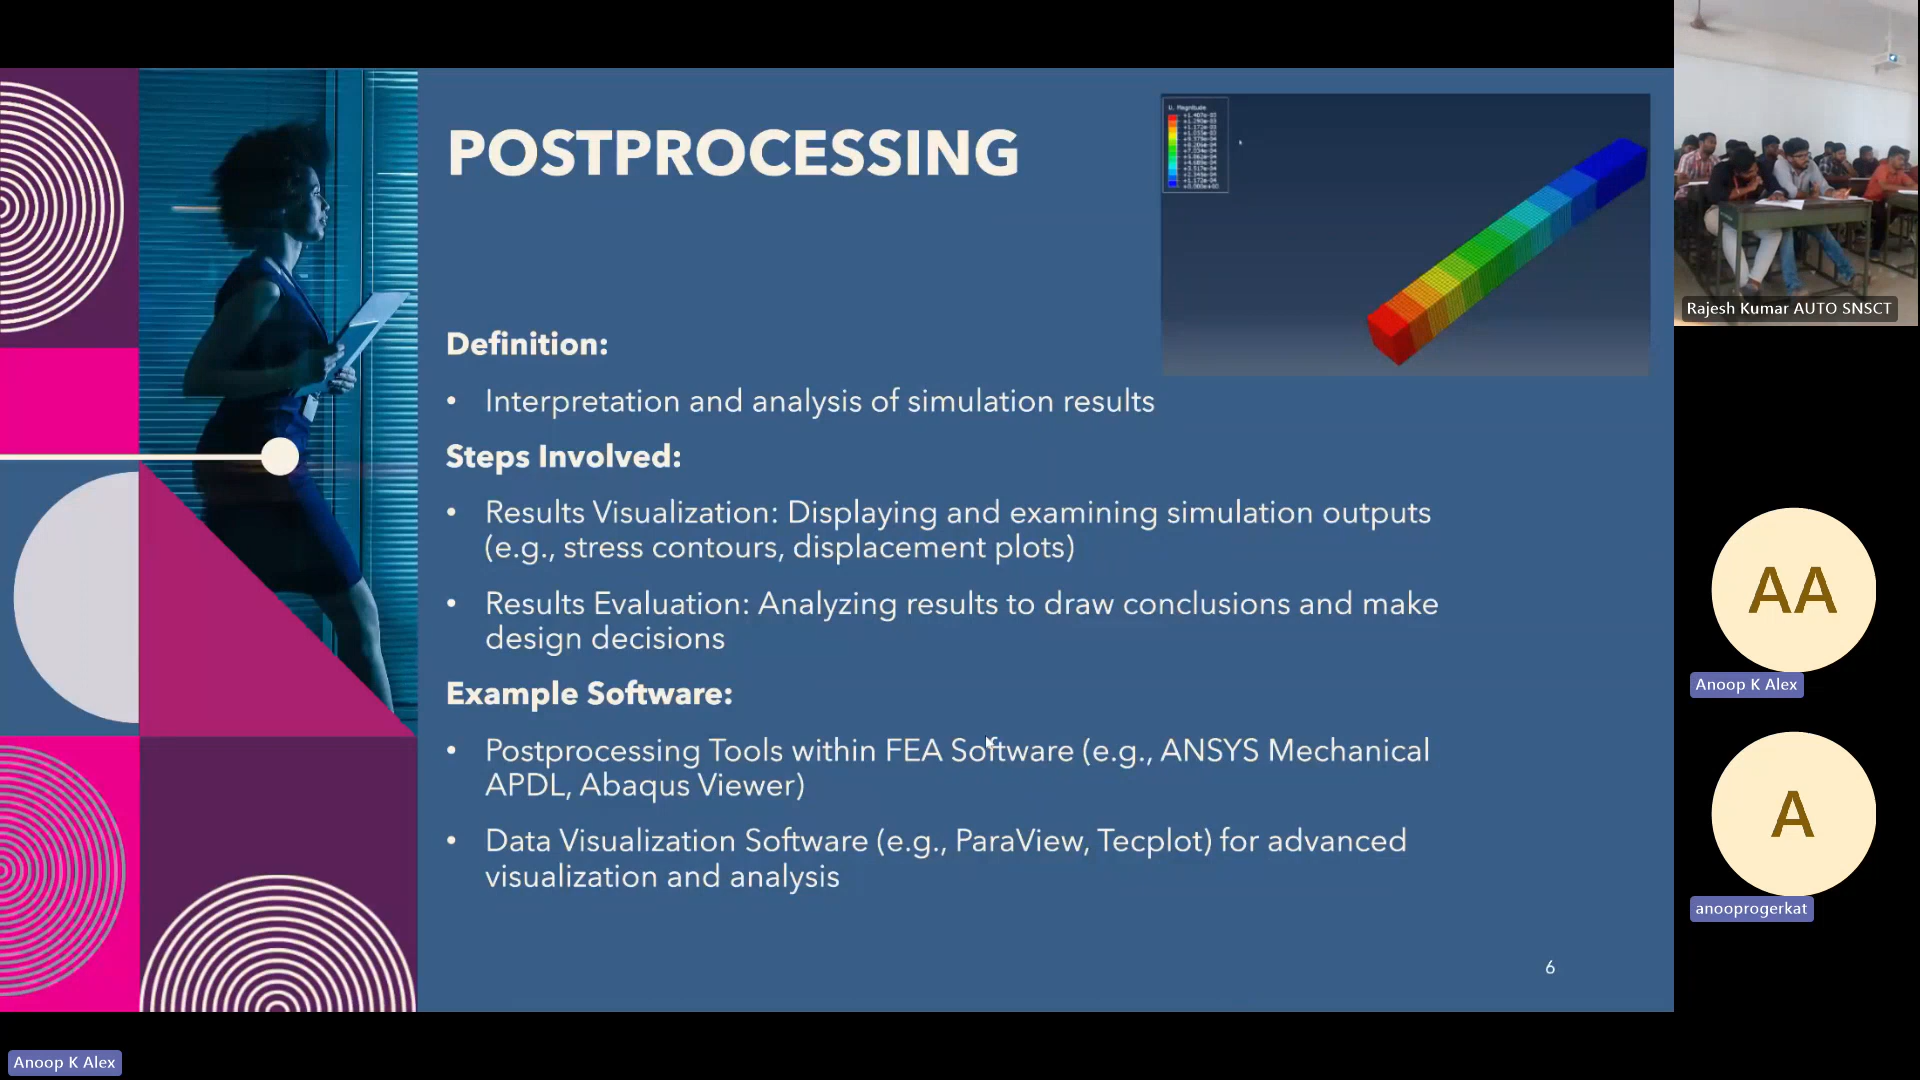 POSTPROCESSING
U, Magnitude
Definition:
• Interpretation and analysis of simulation results
Steps Involved:
• Results Visualization: Displaying and examining simulation outputs
(e.g., stress contours, displacement plots)
• Results Evaluation: Analyzing results to draw conclusions and make
design decisions
Example Software:
• Postprocessing Tools within FEA Software (e.g., ANSYS Mechanical
APDL, Abaqus Viewer)
• Data Visualization Software (e.g., ParaView, Tecplot) for advanced
visualization and analysis
6
Rajesh Kumar AUTO SNSCT
AA
Anoop K Alex
A
anooprogerkat
Anoop K Alex